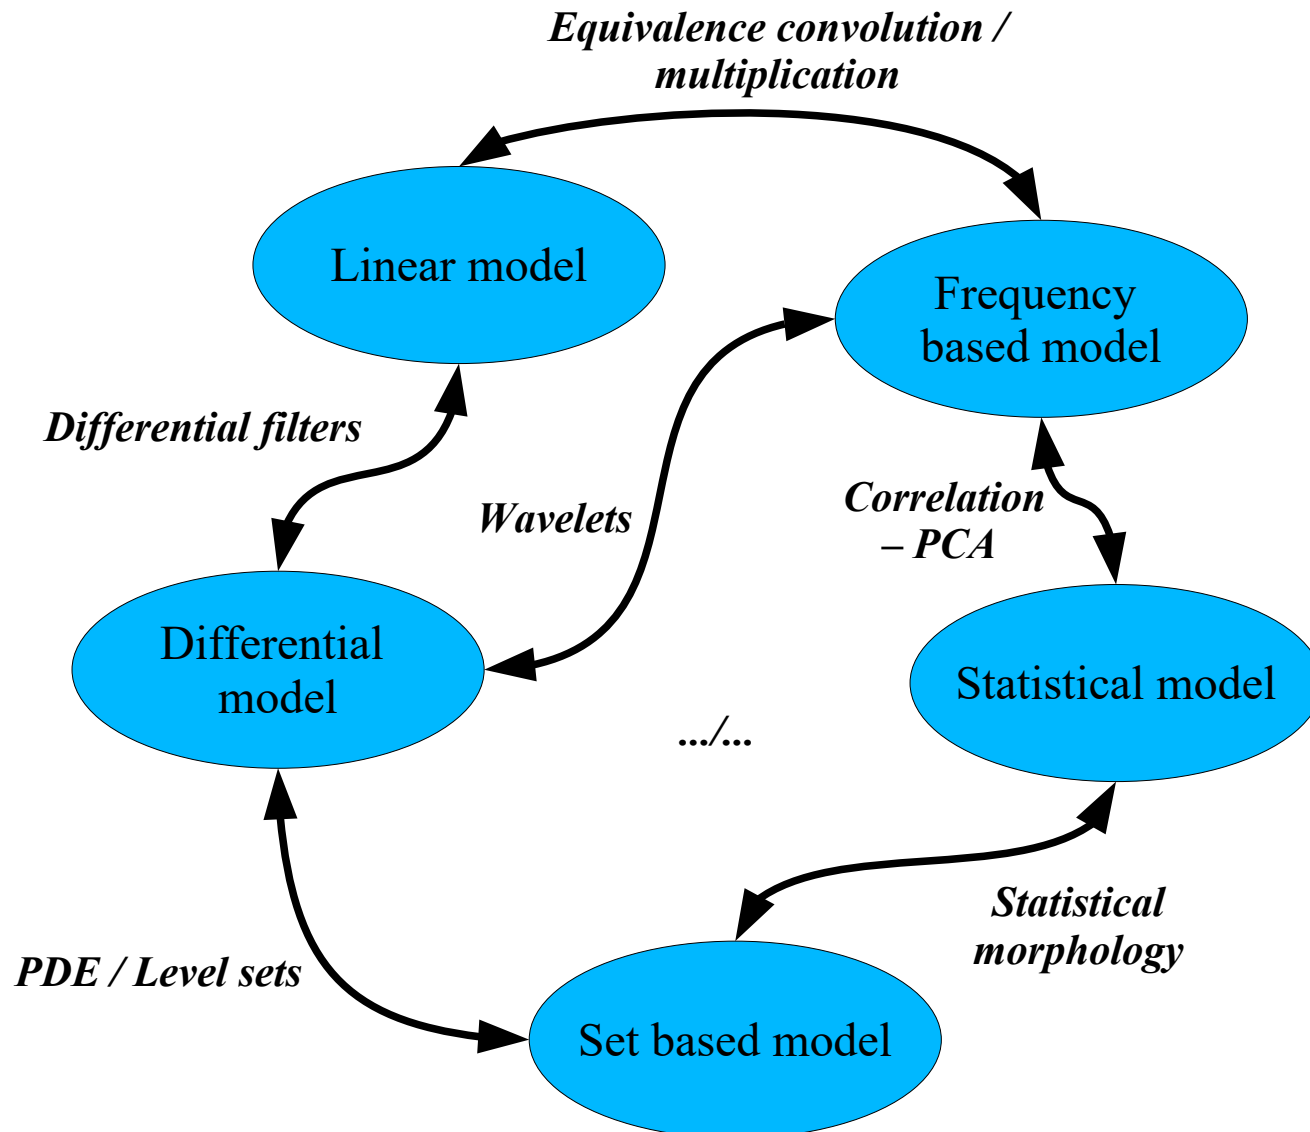 Equivalence convolution /
multiplication
Linear model
Frequency
based model
Differential filters
Wavelets
Correlation
– PCA
Differential
model
Statistical model
.../...
Statistical
morphology
PDE / Level sets
Set based model